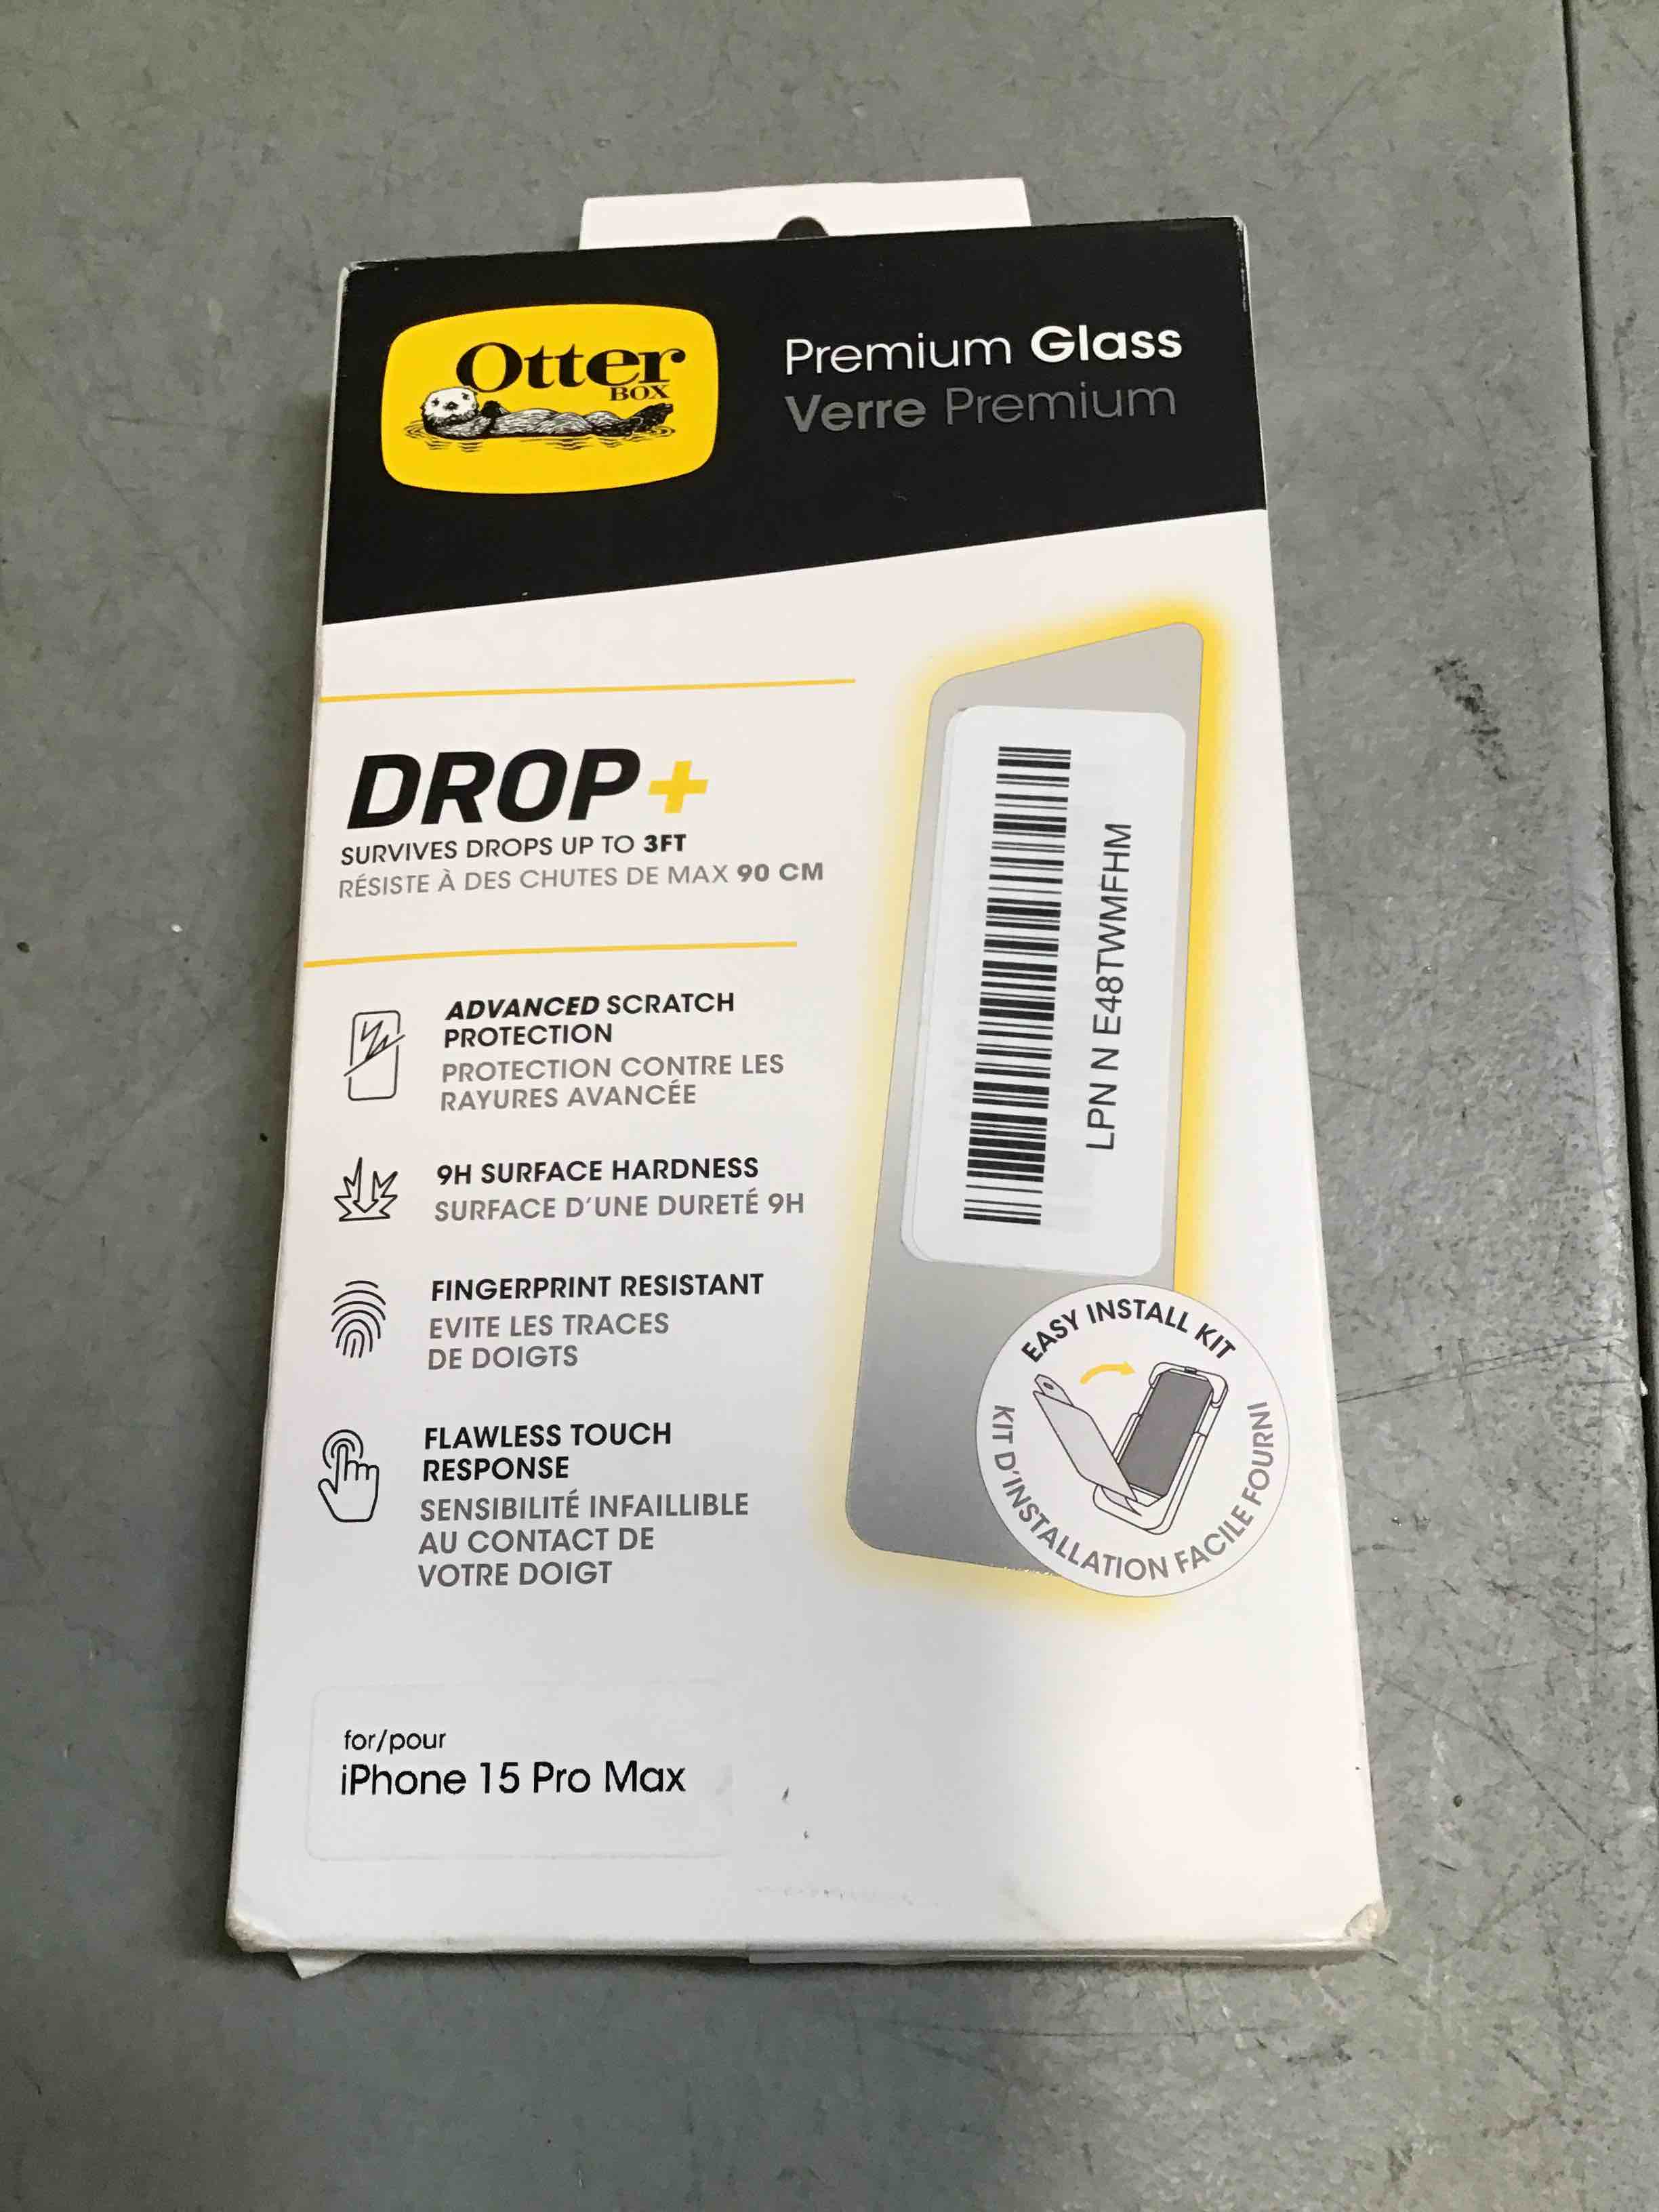 Otter
BOX
Premium Glass
Verre Premium
DROP+
SURVIVES DROPS UP TO 3FT
RÉSISTE À DES CHUTES DE MAX 90 CM
ADVANCED SCRATCH
PROTECTION
PROTECTION CONTRE LES
RAYURES AVANCÉE
9H SURFACE HARDNESS
SURFACE D'UNE DURETÉ 9H
FINGERPRINT RESISTANT
EVITE LES TRACES
DE DOIGTS
FLAWLESS TOUCH
RESPONSE
SENSIBILITÉ INFAILLIBLE
AU CONTACT DE
VOTRE DOIGT
LPN N E48TWMFHM
EASY INSTALL KIT
KIT D'INSTALLATION FACILE FOURNI
for/pour
iPhone 15 Pro Max